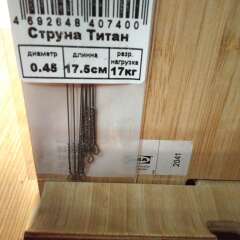 4 692648 407400
Струна Титан
диаметр длинна разр. нагрузка
0.45 17.5см 17кг
2041